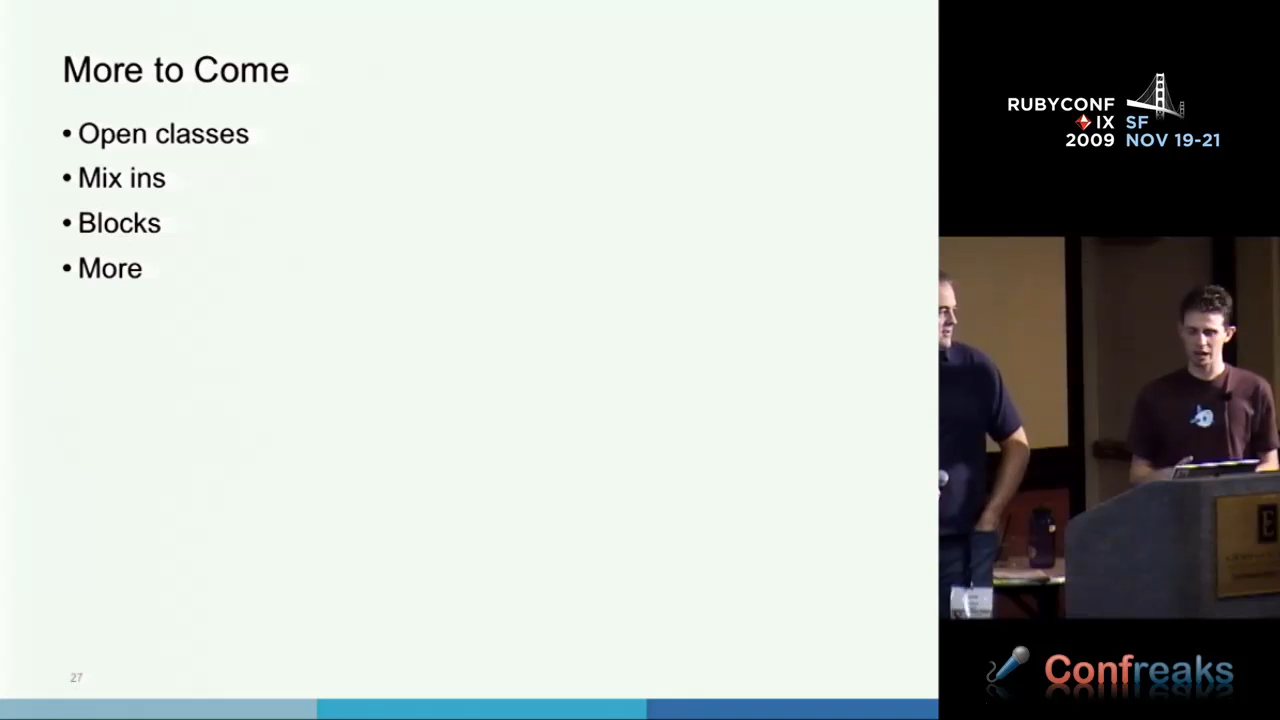 More to Come
• Open classes
• Mix ins
• Blocks
• More
27
RUBYCONF
IX SF
2009 NOV 19-21
E
Confreaks